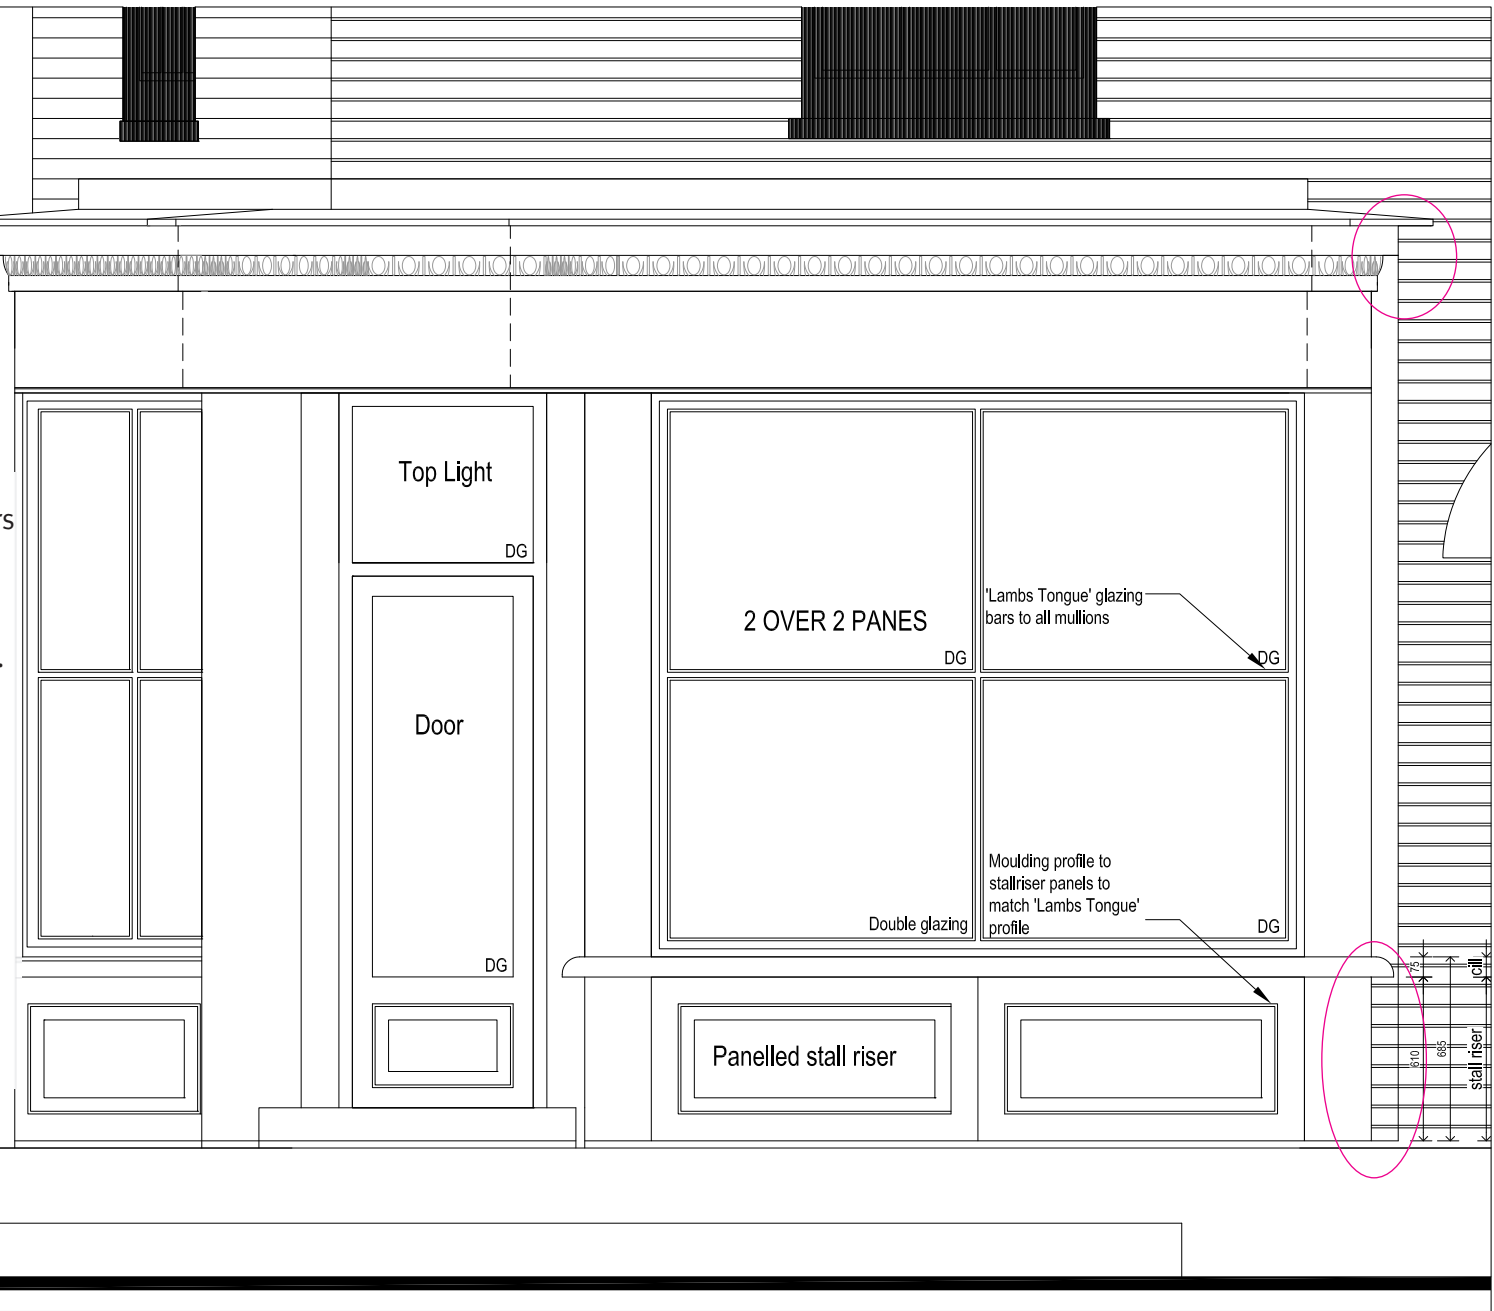 Top Light
DG
rs
2 OVER 2 PANES
DG
'Lambs Tongue' glazing
bars to all mullions
DG
.
Door
DG
Double glazing
Moulding profile to
stallriser panels to
match 'Lambs Tongue'
profile
DG
75
cill
Panelled stall riser
610
685
stall riser